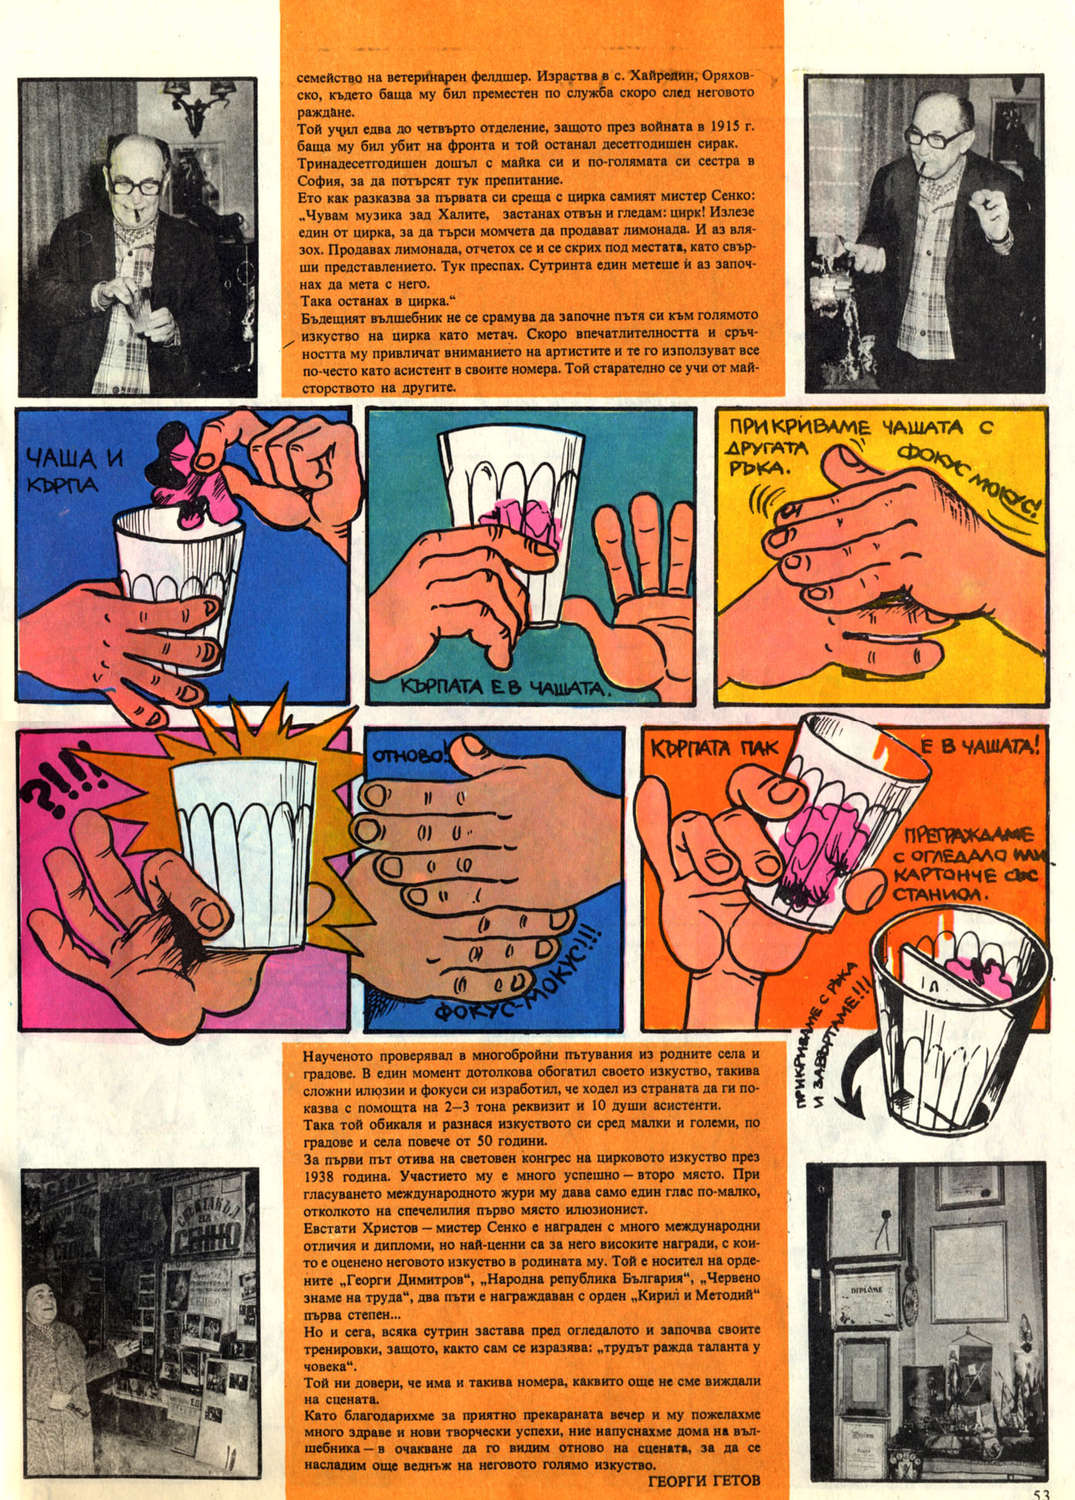 семейство на ветеринарен фелдшер. Израства в с. Хайредин, Оряхов-
ско, където баща му бил преместен по служба скоро след неговото
раждане.
Той учил едва до четвърто отделение, защото през войната в 1915 г.
баща му бил убит на фронта и той останал десетгодишен сирак.
Тринадесетгодишен дошъл с майка си и по-голямата си сестра в
София, за да потърсят тук препитание.
Ето как разказва за първата си среща с цирка самият мистер Сенко:
„Чувам музика зад Халите, застанах отвън и гледам: цирк! Излезе
един от цирка, за да търси момчета да продават лимонада. И аз вля-
зох. Продавах лимонада, отчетох се и се скрих под местата, като свър-
ши представлението. Тук преспах. Сутринта един метеше и аз започ-
нах да мета с него.
Така останах в цирка.“
Бъдещият вълшебник не се срамува да започне пътя си към голямото
изкуство на цирка като метач. Скоро впечатлителността и сръч-
ността му привличат вниманието на артистите и те го използуват все
по-често като асистент в своите номера. Той старателно се учи от май-
сторството на другите.
ЧАША И
КЪРПА
КЪРПАТА Е В ЧАШАТА.
ПРИКРИВАМЕ ЧАШАТА С
ДРУГАТА
РЪКА.
ФОКУС МОКУС!
?!!!
ОТНОВО!
ФОКУС-МОКУС!!!
КЪРПАТА ПАК Е В ЧАШАТА!
ПРЕГРАЖДАМЕ
С ОГЛЕДАЛО ИЛИ
КАРТОНЧЕ СЪС
СТАНИОЛ.
ПРИКРИВАМЕ С РЪКА
И ЗАВЪРТАМЕ!!!
Наученото проверявал в многобройни пътувания из родните села и
градове. В един момент дотолкова обогатил своето изкуство, такива
сложни илюзии и фокуси си изработил, че ходел из страната да ги по-
казва с помощта на 2—3 тона реквизит и 10 души асистенти.
Така той обикаля и разнася изкуството си сред малки и големи, по
градове и села повече от 50 години.
За първи път отива на световен конгрес на цирковото изкуство през
1938 година. Участието му е много успешно — второ място. При
гласуването международното жури му дава само един глас по-малко,
отколкото на спечелилия първо място илюзионист.
Евстати Христов — мистер Сенко е награден с много международни
отличия и дипломи, но най-ценни са за него високите награди, с кои-
то е оценено неговото изкуство в родината му. Той е носител на орде-
ните „Георги Димитров“, „Народна република България“, „Червено
знаме на труда“, два пъти е награждаван с орден „Кирил и Методий“
първа степен...
Но и сега, всяка сутрин застава пред огледалото и започва своите
тренировки, защото, както сам се изразява: „трудът ражда таланта у
човека“.
Той ни довери, че има и такива номера, каквито още не сме виждали
на сцената.
Като благодарихме за приятно прекараната вечер и му пожелахме
много здраве и нови творчески успехи, ние напуснахме дома на въл-
шебника — в очакване да го видим отново на сцената, за да се
насладим още веднъж на неговото голямо изкуство.
ГЕОРГИ ГЕТОВ
СПЕКТАКЪЛ
НА
СЕНКО
DIPLÔME
53